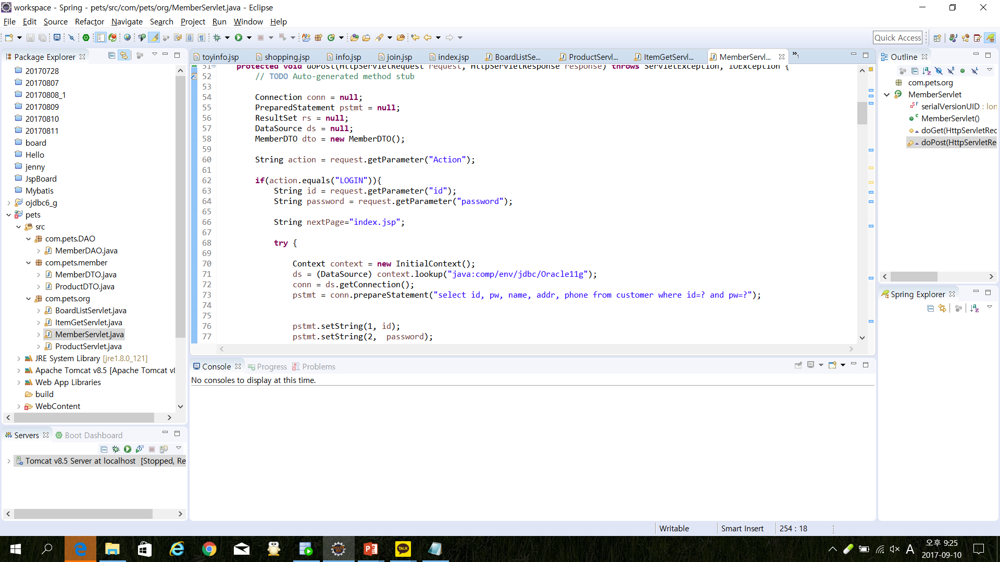 workspace - Spring - pets/src/com/pets/org/MemberServlet.java - Eclipse
File Edit Source Refactor Navigate Search Project Run Window Help
Quick Access
Package Explorer
20170728
20170807
20170808_1
20170809
20170810
20170811
board
Hello
jenny
JspBoard
Mybatis
ojdbc6_g
pets
src
com.pets.DAO
MemberDAO.java
com.pets.member
MemberDTO.java
ProductDTO.java
com.pets.org
BoardListServlet.java
ItemGetServlet.java
MemberServlet.java
ProductServlet.java
JRE System Library [jre1.8.0_121]
Apache Tomcat v8.5 [Apache Tomcat v8
Web App Libraries
build
WebContent
Servers Boot Dashboard
Tomcat v8.5 Server at localhost [Stopped, Re
toyinfo.jsp shopping.jsp info.jsp join.jsp index.jsp BoardListSe... ProductServl... ItemGetServl... MemberServl... »1
51 protected void doPost(HttpServletRequest request, HttpServletResponse response) throws ServletException, IOException {
52 // TODO Auto-generated method stub
53
54 Connection conn = null;
55 PreparedStatement pstmt = null;
56 ResultSet rs = null;
57 DataSource ds = null;
58 MemberDTO dto = new MemberDTO();
59
60 String action = request.getParameter("Action");
61
62 if(action.equals("LOGIN")){
63 String id = request.getParameter("id");
64 String password = request.getParameter("password");
65
66 String nextPage="index.jsp";
67
68 try {
69
70 Context context = new InitialContext();
71 ds = (DataSource) context.lookup("java:comp/env/jdbc/Oracle11g");
72 conn = ds.getConnection();
73 pstmt = conn.prepareStatement("select id, pw, name, addr, phone from customer where id=? and pw=?");
74
75
76 pstmt.setString(1, id);
77 pstmt.setString(2,  password);
Console Progress Problems
No consoles to display at this time.
Outline
com.pets.org
MemberServlet
serialVersionUID : lon
MemberServlet()
doGet(HttpServletRec
doPost(HttpServletRe
Spring Explorer
Writable Smart Insert 254 : 18
TALK
A
오후 9:25
2017-09-10